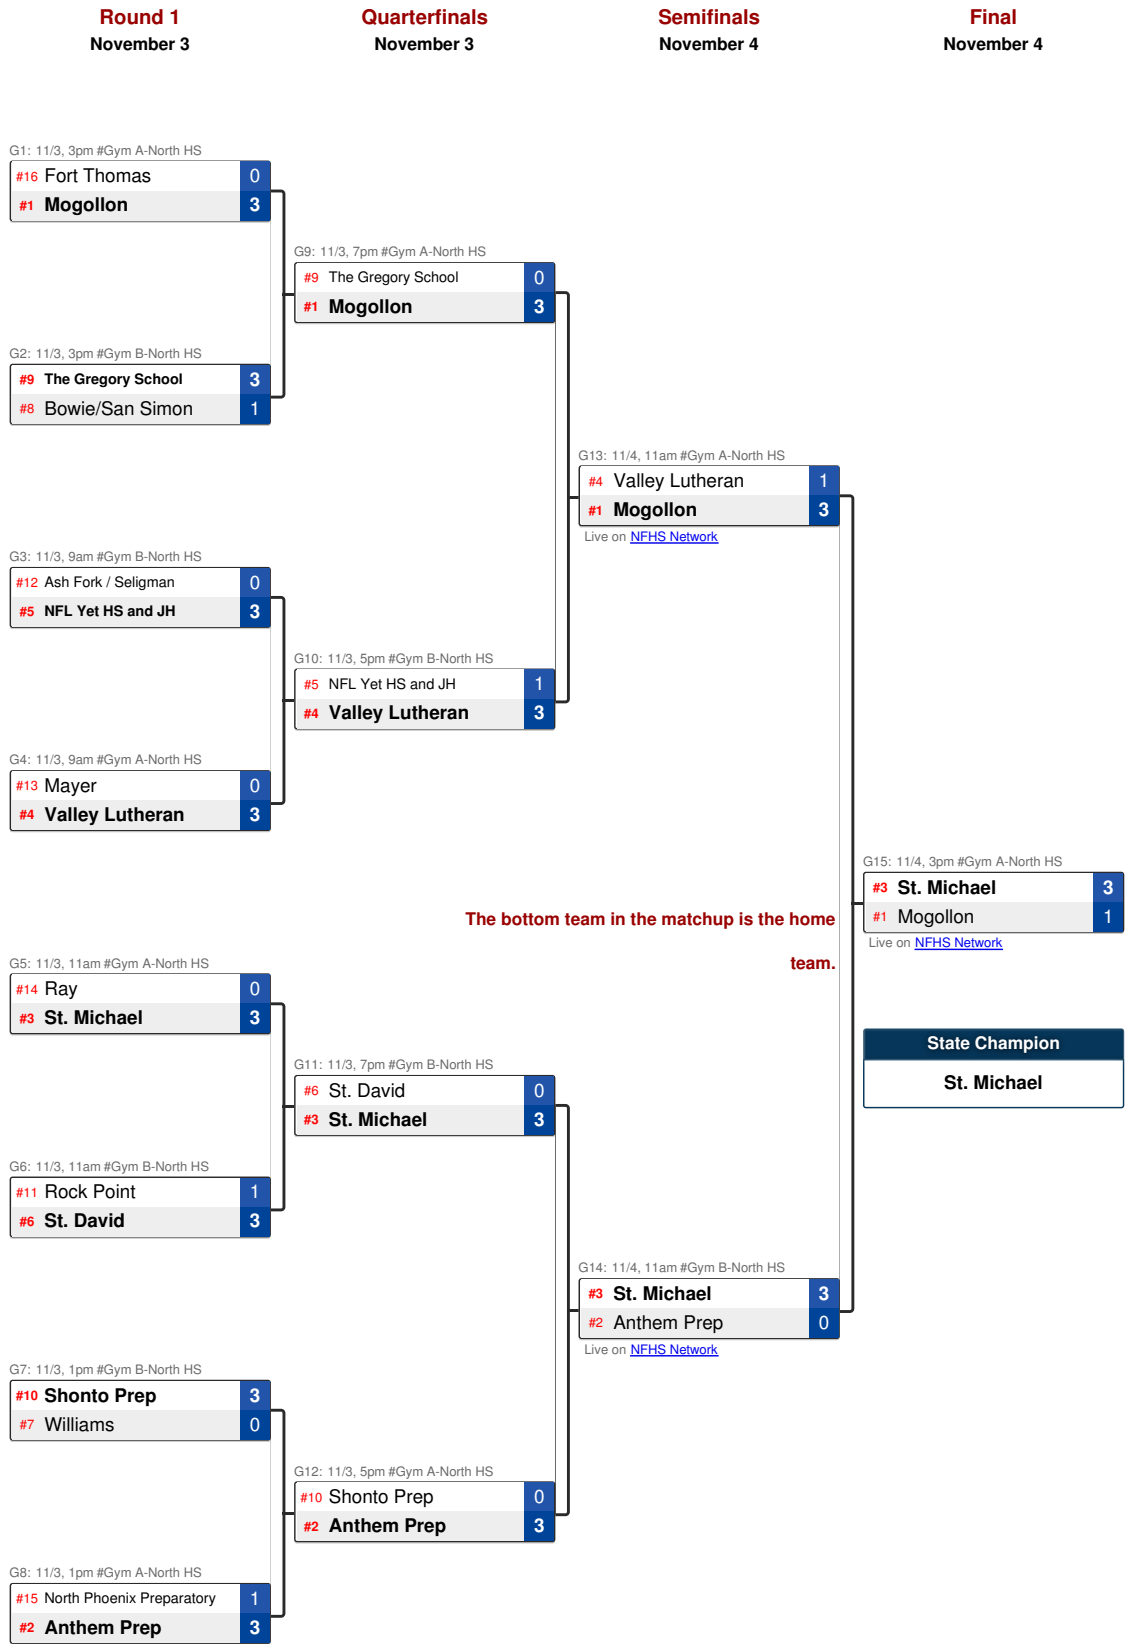 Round 1
November 3
Quarterfinals
November 3
Semifinals
November 4
Final
November 4
G1: 11/3, 3pm #Gym A-North HS
#16 Fort Thomas 0
#1 Mogollon 3
G2: 11/3, 3pm #Gym B-North HS
#9 The Gregory School 3
#8 Bowie/San Simon 1
G3: 11/3, 9am #Gym B-North HS
#12 Ash Fork / Seligman 0
#5 NFL Yet HS and JH 3
G4: 11/3, 9am #Gym A-North HS
#13 Mayer 0
#4 Valley Lutheran 3
G5: 11/3, 11am #Gym A-North HS
#14 Ray 0
#3 St. Michael 3
G6: 11/3, 11am #Gym B-North HS
#11 Rock Point 1
#6 St. David 3
G7: 11/3, 1pm #Gym B-North HS
#10 Shonto Prep 3
#7 Williams 0
G8: 11/3, 1pm #Gym A-North HS
#15 North Phoenix Preparatory 1
#2 Anthem Prep 3
G9: 11/3, 7pm #Gym A-North HS
#9 The Gregory School 0
#1 Mogollon 3
G10: 11/3, 5pm #Gym B-North HS
#5 NFL Yet HS and JH 1
#4 Valley Lutheran 3
G11: 11/3, 7pm #Gym B-North HS
#6 St. David 0
#3 St. Michael 3
G12: 11/3, 5pm #Gym A-North HS
#10 Shonto Prep 0
#2 Anthem Prep 3
G13: 11/4, 11am #Gym A-North HS
#4 Valley Lutheran 1
#1 Mogollon 3
Live on NFHS Network
The bottom team in the matchup is the home
team.
G14: 11/4, 11am #Gym B-North HS
#3 St. Michael 3
#2 Anthem Prep 0
Live on NFHS Network
G15: 11/4, 3pm #Gym A-North HS
#3 St. Michael 3
#1 Mogollon 1
Live on NFHS Network
State Champion
St. Michael